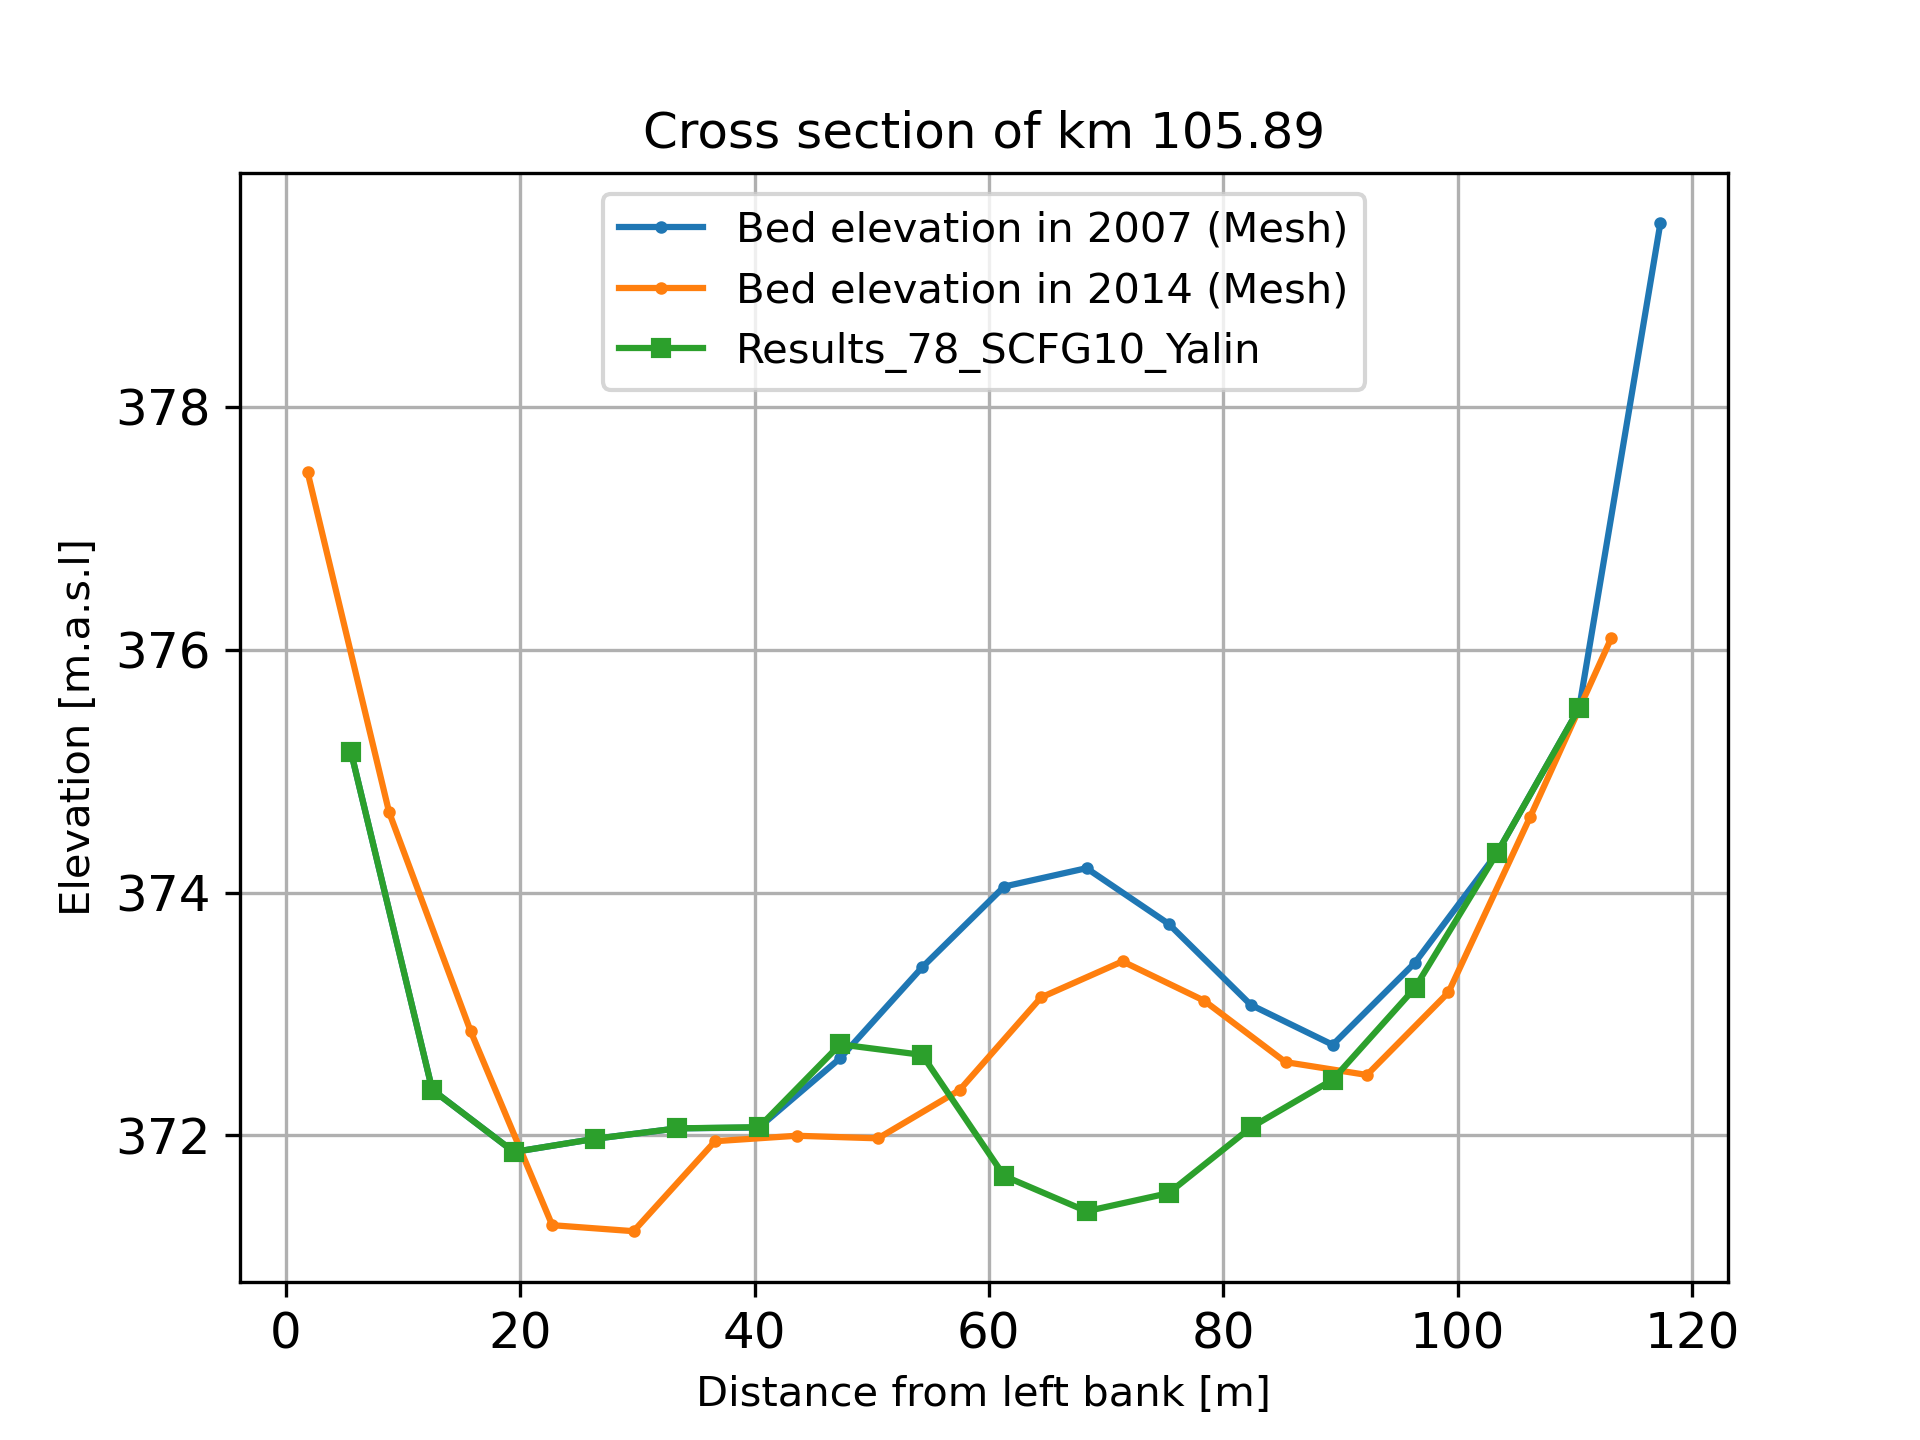 Cross section of km 105.89
Bed elevation in 2007 (Mesh)
Bed elevation in 2014 (Mesh)
Results_78_SCFG10_Yalin
378
376
374
372
Elevation [m.a.s.l]
0 20 40 60 80 100 120
Distance from left bank [m]